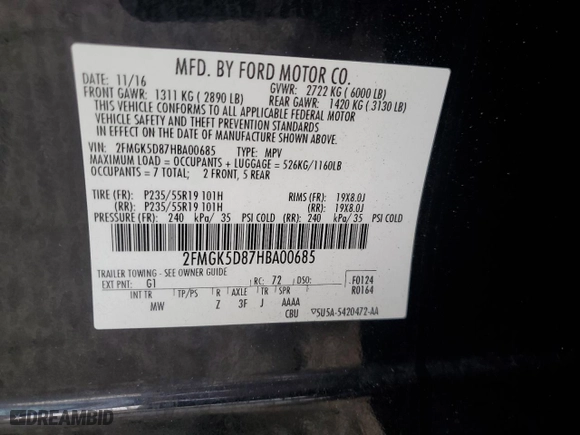 MFD. BY FORD MOTOR CO.
DATE: 11/16 GVWR: 2722 KG ( 6000 LB)
FRONT GAWR: 1311 KG ( 2890 LB) REAR GAWR: 1420 KG ( 3130 LB)
THIS VEHICLE CONFORMS TO ALL APPLICABLE FEDERAL MOTOR
VEHICLE SAFETY AND THEFT PREVENTION STANDARDS IN
EFFECT ON THE DATE OF MANUFACTURE SHOWN ABOVE.
VIN: 2FMGK5D87HBA00685 TYPE: MPV
MAXIMUM LOAD = OCCUPANTS + LUGGAGE = 526KG/1160LB
OCCUPANTS = 7 TOTAL; 2 FRONT, 5 REAR
TIRE (FR): P235/55R19 101H RIMS (FR): 19X8.0J
(RR): P235/55R19 101H (RR): 19X8.0J
PRESSURE (FR): 240 kPa/ 35 PSI COLD (RR): 240 kPa/ 35 PSI COLD
2FMGK5D87HBA00685
TRAILER TOWING - SEE OWNERS MANUAL
EXT PNT: G1 RC: 72 DSO: F0124
INT TR TP/PS R AXLE TR SPR R0164
MW Z 3F J AAAA
CBU ▽5U5A-5420472-AA
DREAMBID